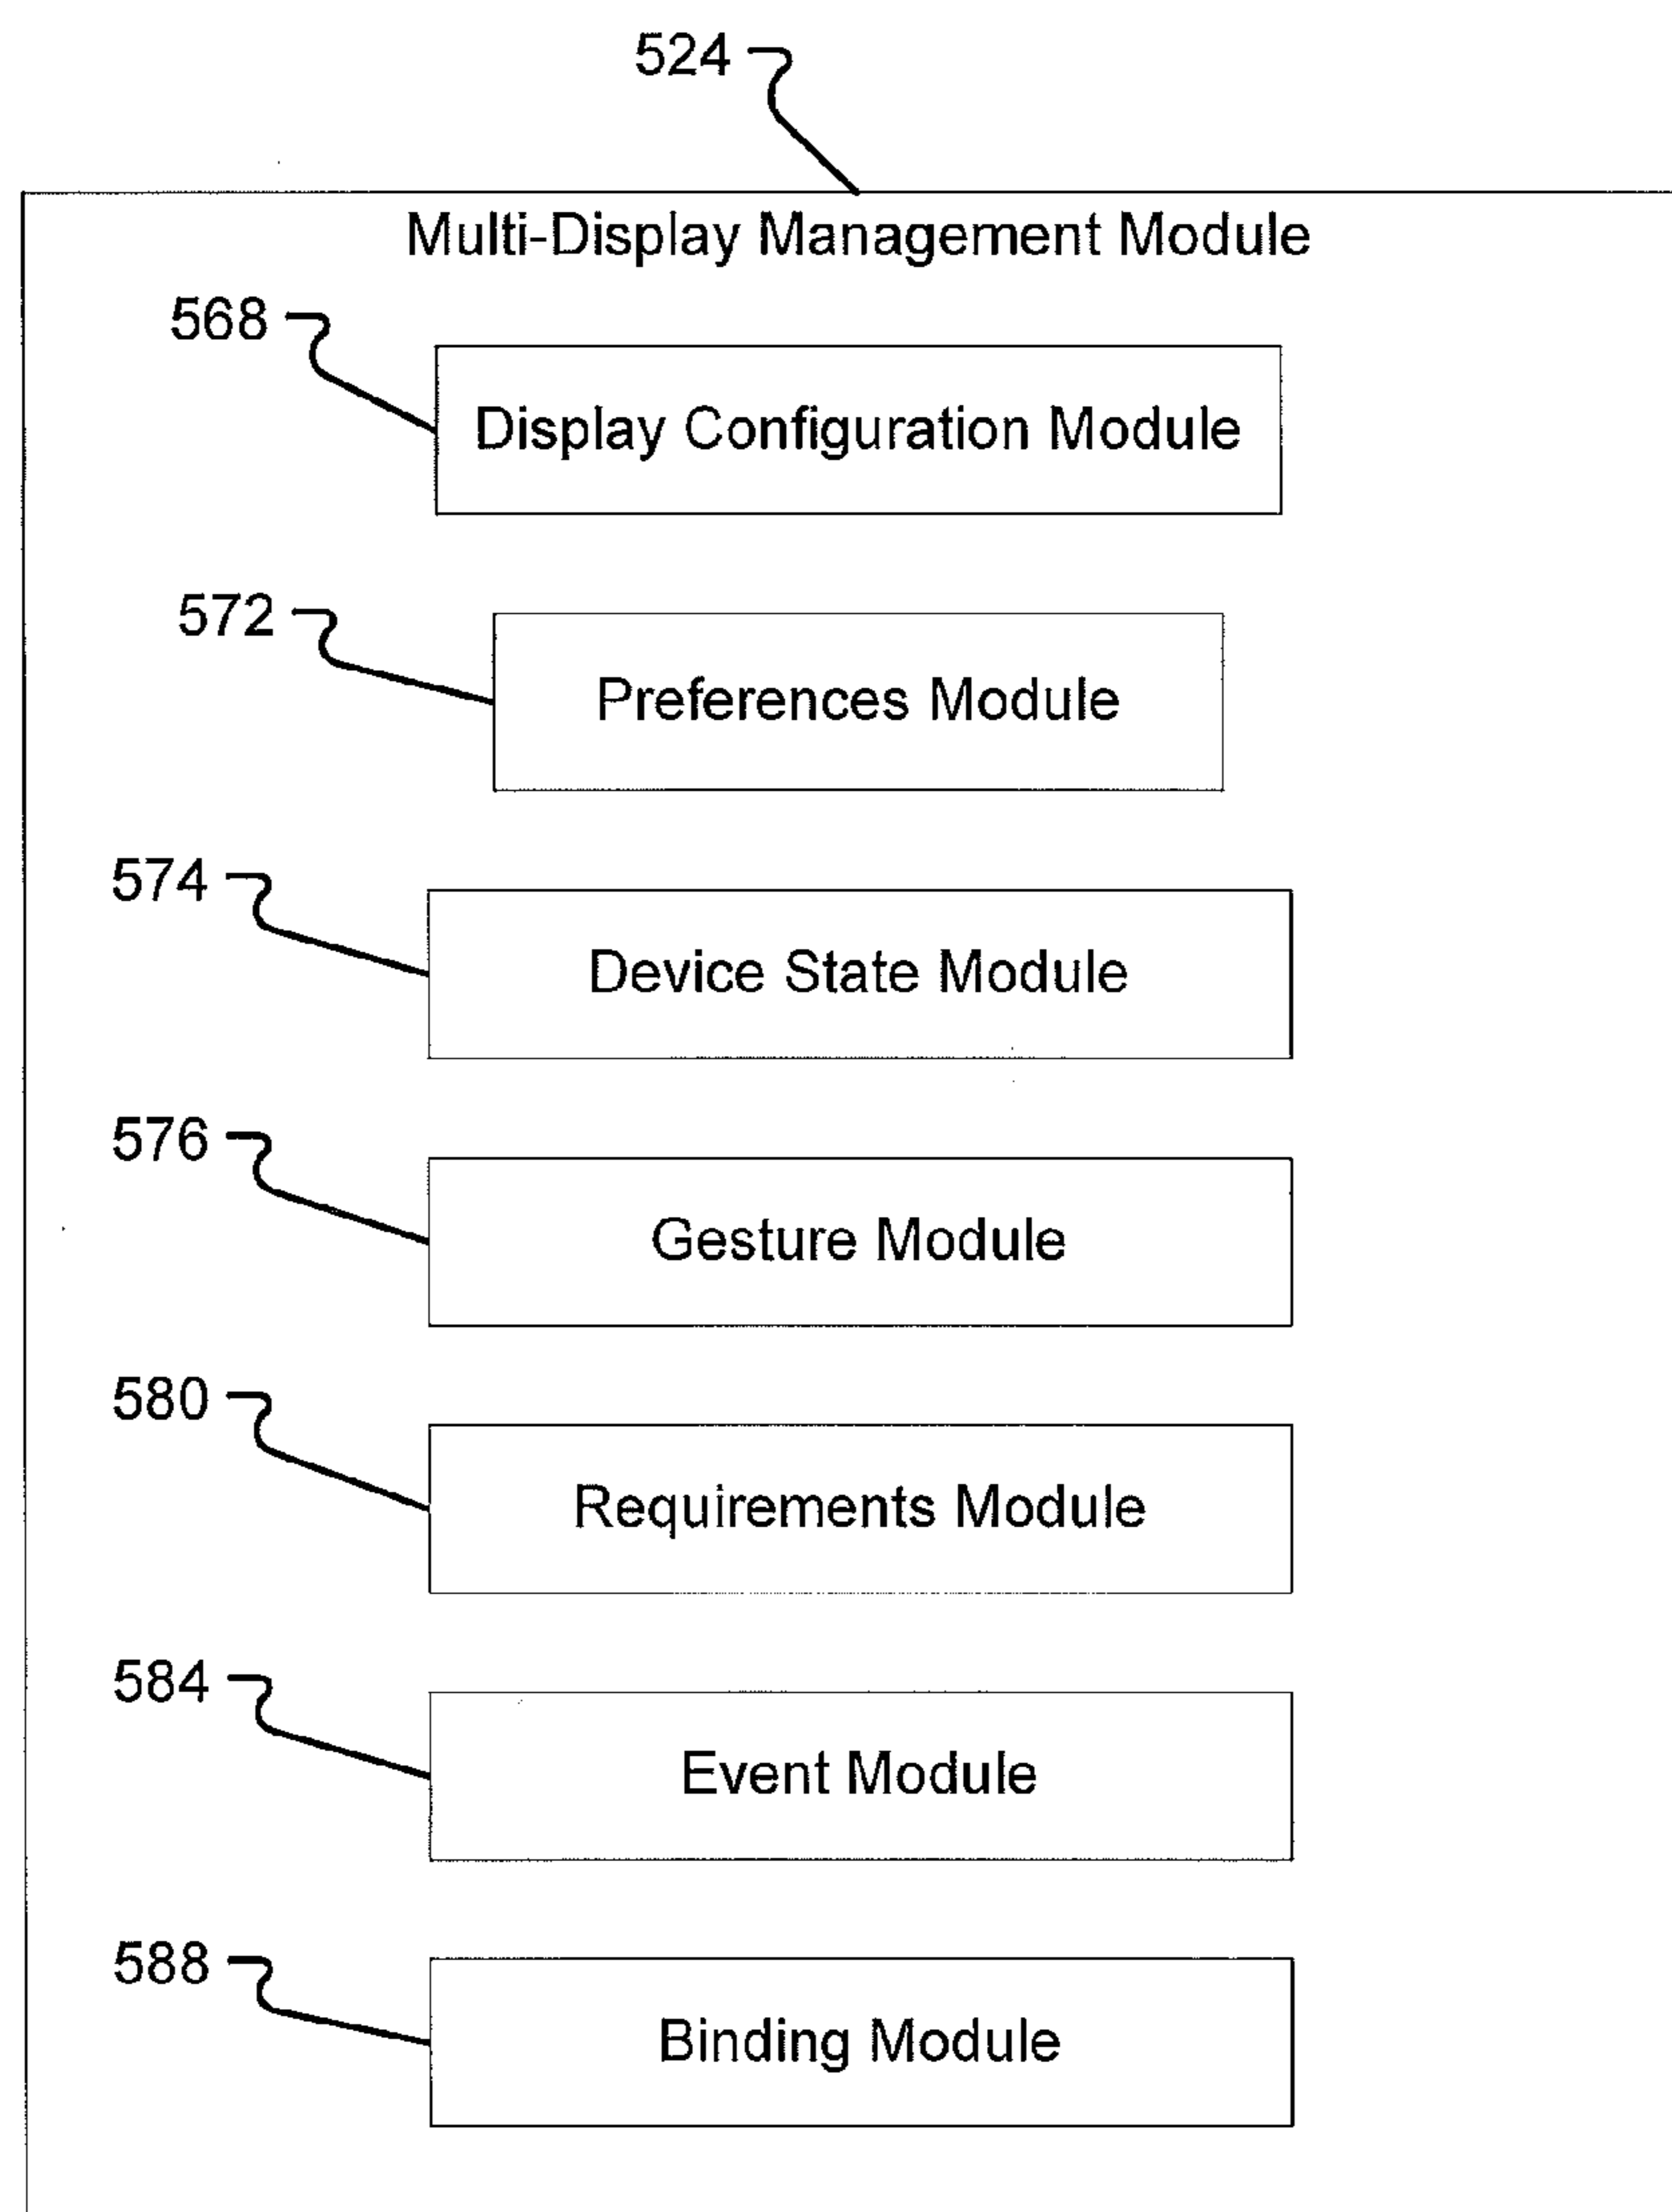 524
Multi-Display Management Module
568
Display Configuration Module
572
Preferences Module
574
Device State Module
576
Gesture Module
580
Requirements Module
584
Event Module
588
Binding Module